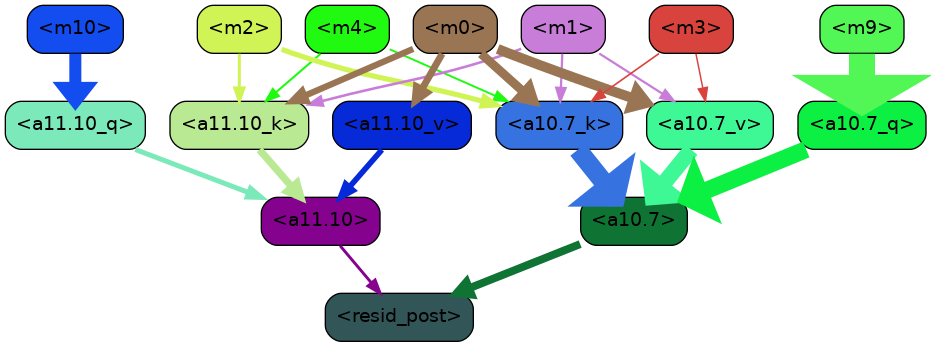 <m10> <m2> <m4> <m0> <m1> <m3> <m9>
<a11.10_q> <a11.10_k> <a11.10_v> <a10.7_k> <a10.7_v> <a10.7_q>
<a11.10> <a10.7>
<resid_post>